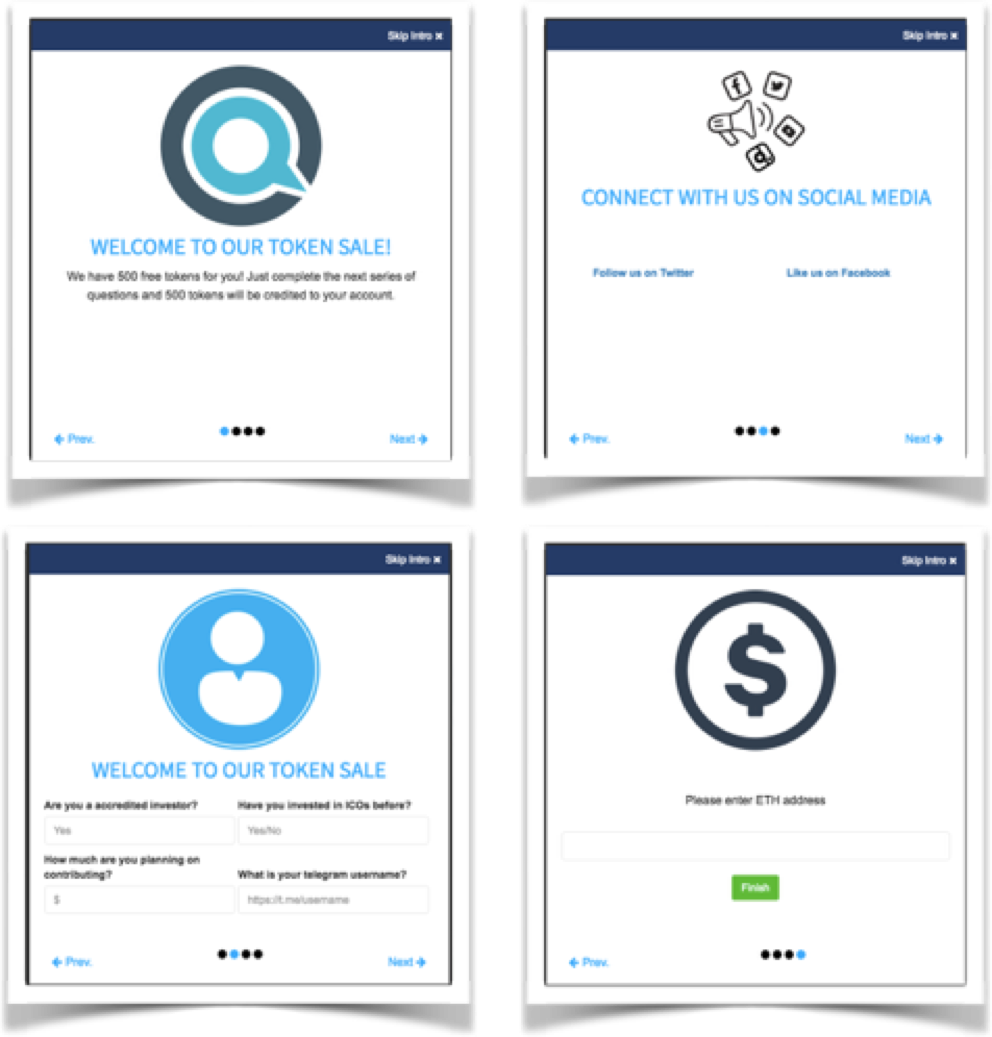 Skip Intro ×
WELCOME TO OUR TOKEN SALE!
We have 500 free tokens for you! Just complete the next series of
questions and 500 tokens will be credited to your account.
← Prev.
Next →
Skip Intro ×
CONNECT WITH US ON SOCIAL MEDIA
Follow us on Twitter
Like us on Facebook
← Prev.
Next →
Skip Intro ×
WELCOME TO OUR TOKEN SALE
Are you a accredited investor?
Have you invested in ICOs before?
Yes
Yes/No
How much are you planning on
contributing?
What is your telegram username?
$
https://t.me/username
← Prev.
Next →
Skip Intro ×
$
Please enter ETH address
Finish
← Prev.